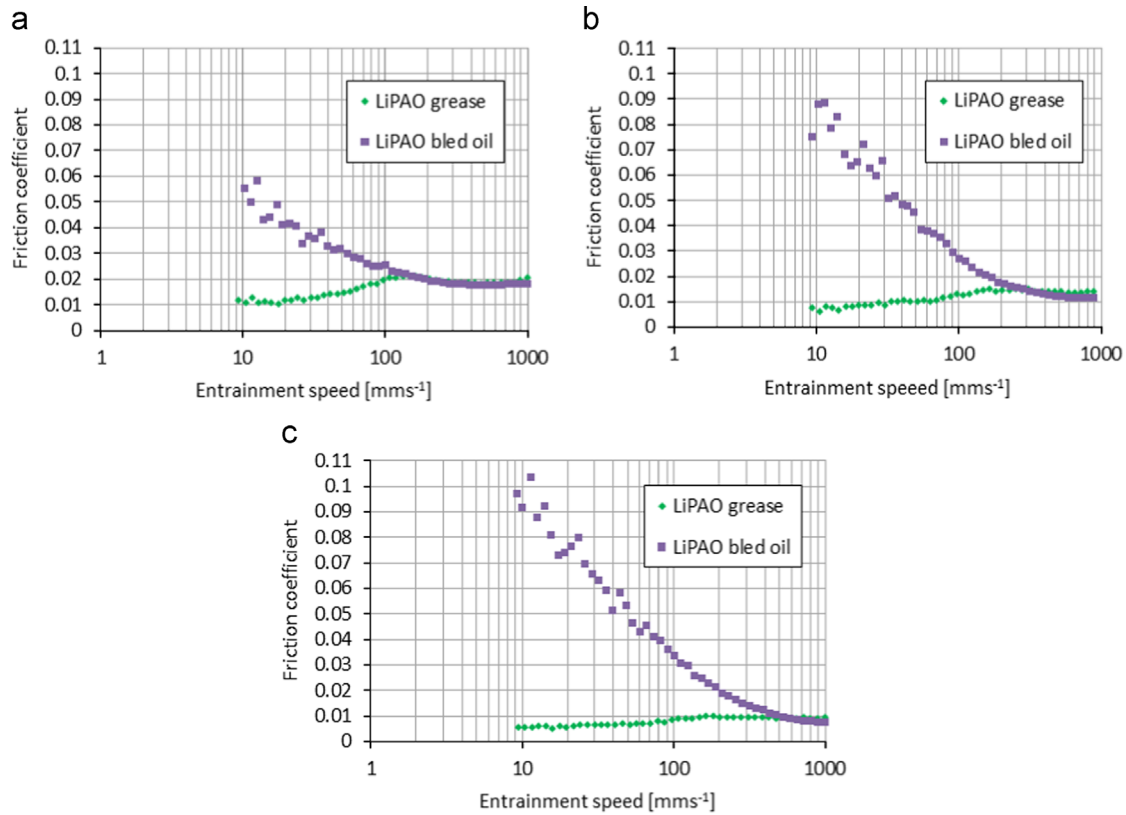 a
0.11
0.1
0.09
0.08
0.07
0.06
0.05
0.04
0.03
0.02
0.01
0
Friction coefficient
LiPAO grease
LiPAO bled oil
1 10 100 1000
Entrainment speed [mms-1]
b
0.11
0.1
0.09
0.08
0.07
0.06
0.05
0.04
0.03
0.02
0.01
0
Friction coefficient
LiPAO grease
LiPAO bled oil
1 10 100 1000
Entrainment speeed [mms-1]
c
0.11
0.1
0.09
0.08
0.07
0.06
0.05
0.04
0.03
0.02
0.01
0
Friction coefficient
LiPAO grease
LiPAO bled oil
1 10 100 1000
Entrainment speed [mms-1]